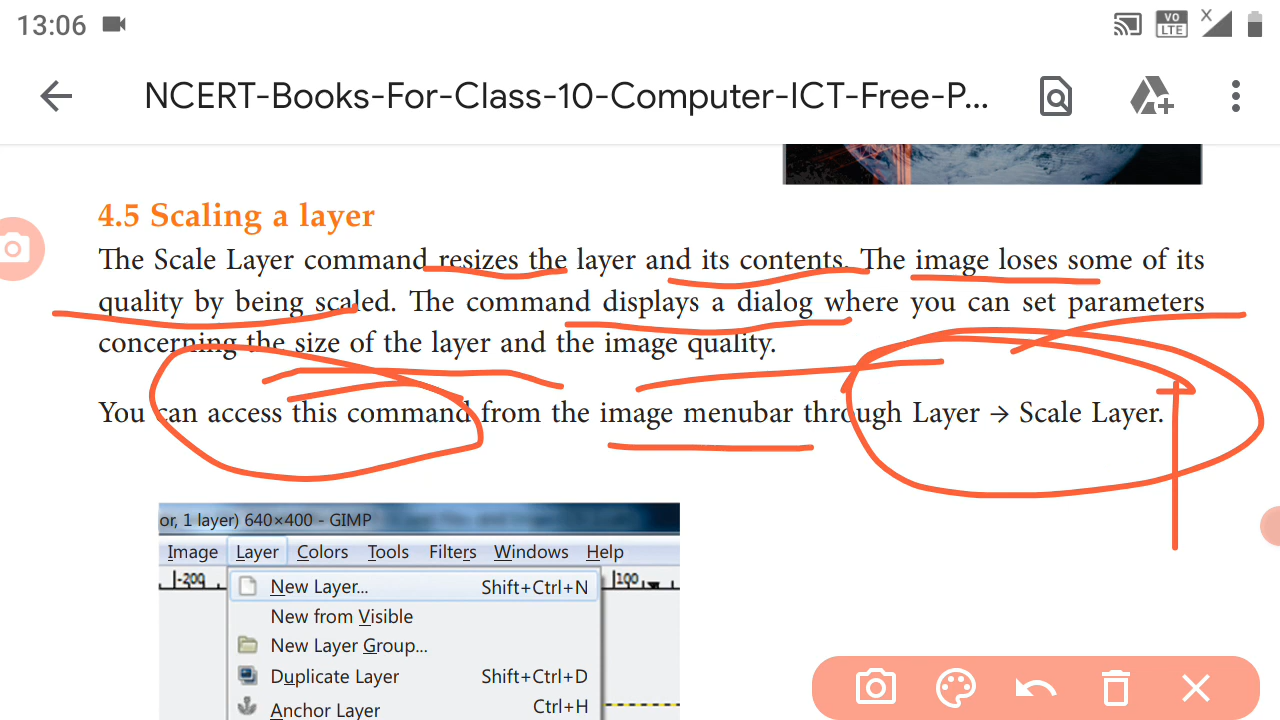 13:06
VO LTE X
NCERT-Books-For-Class-10-Computer-ICT-Free-P...
4.5 Scaling a layer
The Scale Layer command resizes the layer and its contents. The image loses some of its
quality by being scaled. The command displays a dialog where you can set parameters
concerning the size of the layer and the image quality.
You can access this command from the image menubar through Layer → Scale Layer.
or, 1 layer) 640×400 - GIMP
Image Layer Colors Tools Filters Windows Help
-200 100
New Layer... Shift+Ctrl+N
New from Visible
New Layer Group...
Duplicate Layer Shift+Ctrl+D
Anchor Layer Ctrl+H